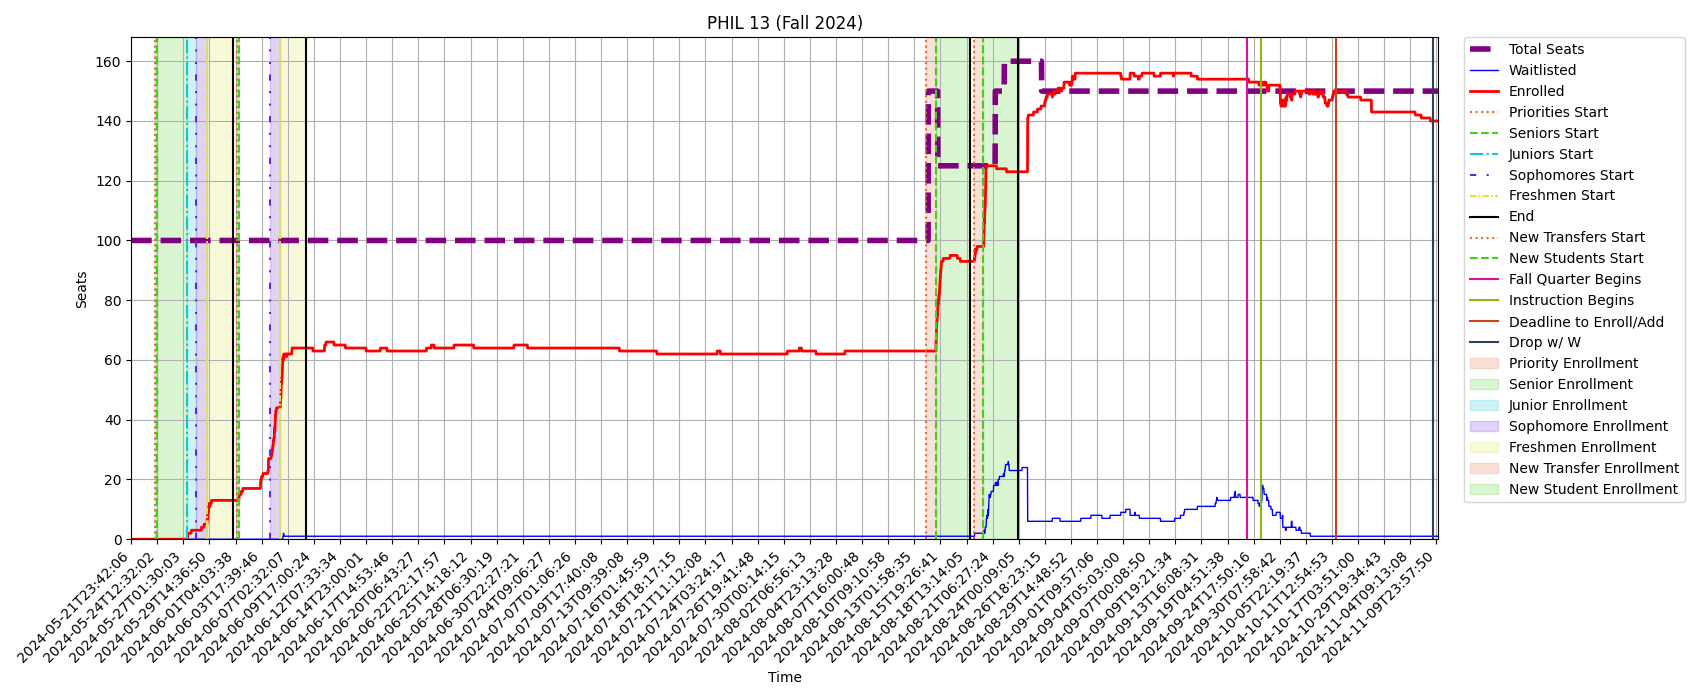 PHIL 13 (Fall 2024)
Seats
160
140
120
100
80
60
40
20
0
2024-05-21T23:42:06
2024-05-24T12:32:02
2024-05-27T01:30:03
2024-05-29T14:36:50
2024-06-01T04:03:38
2024-06-03T17:39:46
2024-06-07T02:32:07
2024-06-09T17:00:24
2024-06-12T07:33:34
2024-06-14T23:00:01
2024-06-17T14:53:46
2024-06-20T06:43:27
2024-06-22T22:17:57
2024-06-25T14:18:12
2024-06-28T06:30:19
2024-06-30T22:27:21
2024-07-04T09:06:27
2024-07-07T01:06:26
2024-07-09T17:40:08
2024-07-13T09:39:08
2024-07-16T01:45:59
2024-07-18T18:17:15
2024-07-21T11:12:08
2024-07-24T03:24:17
2024-07-26T19:41:48
2024-07-30T00:14:15
2024-08-02T06:56:13
2024-08-04T23:13:28
2024-08-07T16:00:48
2024-08-10T09:10:58
2024-08-13T01:58:35
2024-08-15T19:26:41
2024-08-18T13:14:05
2024-08-21T06:27:24
2024-08-24T00:09:05
2024-08-26T18:23:15
2024-08-29T14:48:52
2024-09-01T09:57:06
2024-09-04T05:03:00
2024-09-07T00:08:50
2024-09-09T19:21:34
2024-09-13T16:08:31
2024-09-19T04:51:38
2024-09-24T17:50:16
2024-09-30T07:58:42
2024-10-05T22:19:37
2024-10-11T12:54:53
2024-10-17T03:51:00
2024-10-29T19:34:43
2024-11-04T09:13:08
2024-11-09T23:57:50
Time
Total Seats
Waitlisted
Enrolled
Priorities Start
Seniors Start
Juniors Start
Sophomores Start
Freshmen Start
End
New Transfers Start
New Students Start
Fall Quarter Begins
Instruction Begins
Deadline to Enroll/Add
Drop w/ W
Priority Enrollment
Senior Enrollment
Junior Enrollment
Sophomore Enrollment
Freshmen Enrollment
New Transfer Enrollment
New Student Enrollment